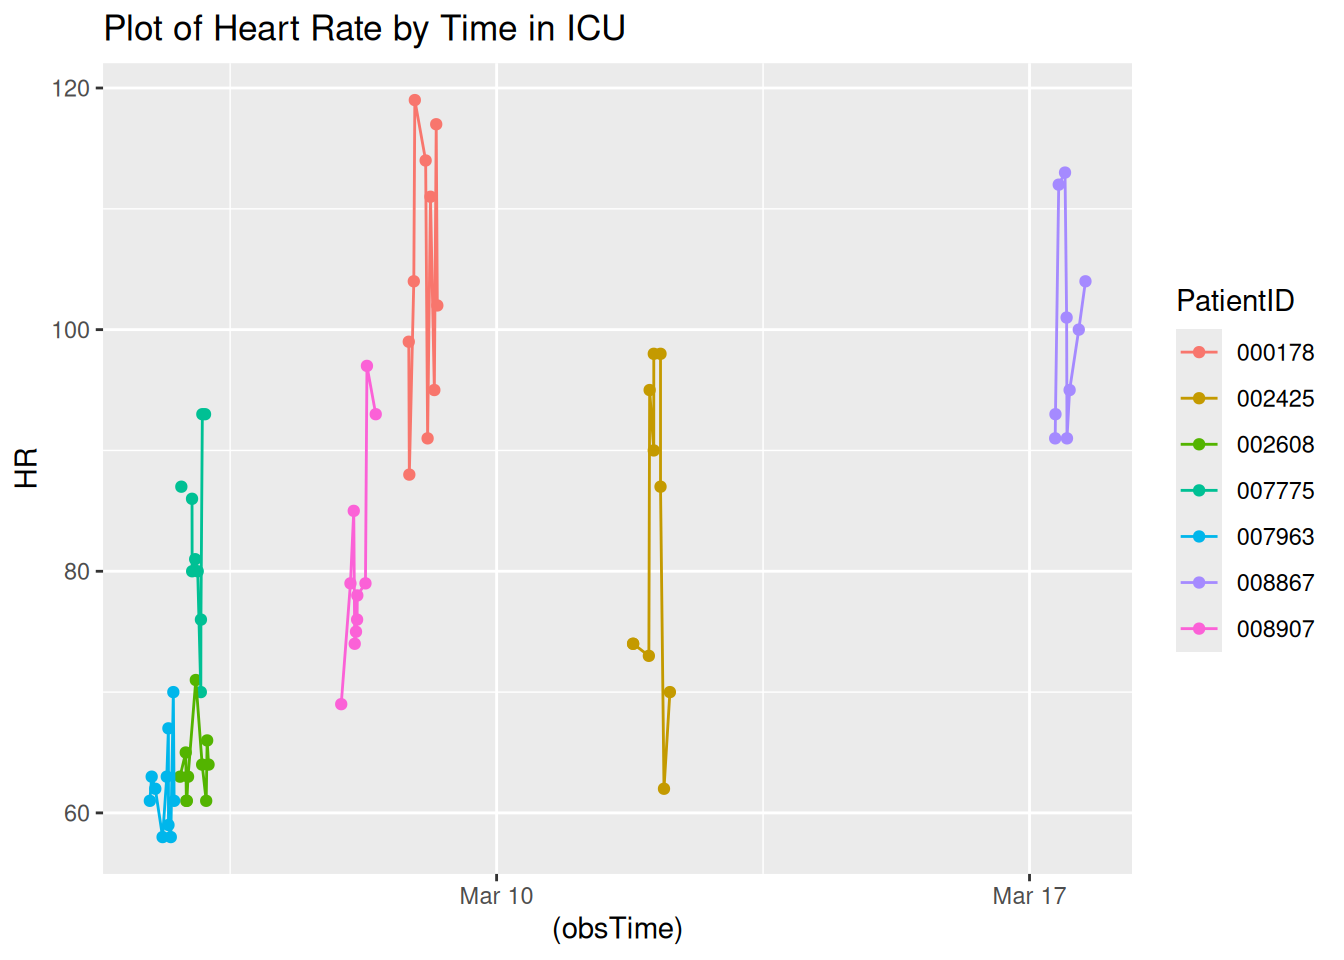 Plot of Heart Rate by Time in ICU
120
100
80
60
HR
Mar 10
Mar 17
(obsTime)
PatientID
000178
002425
002608
007775
007963
008867
008907